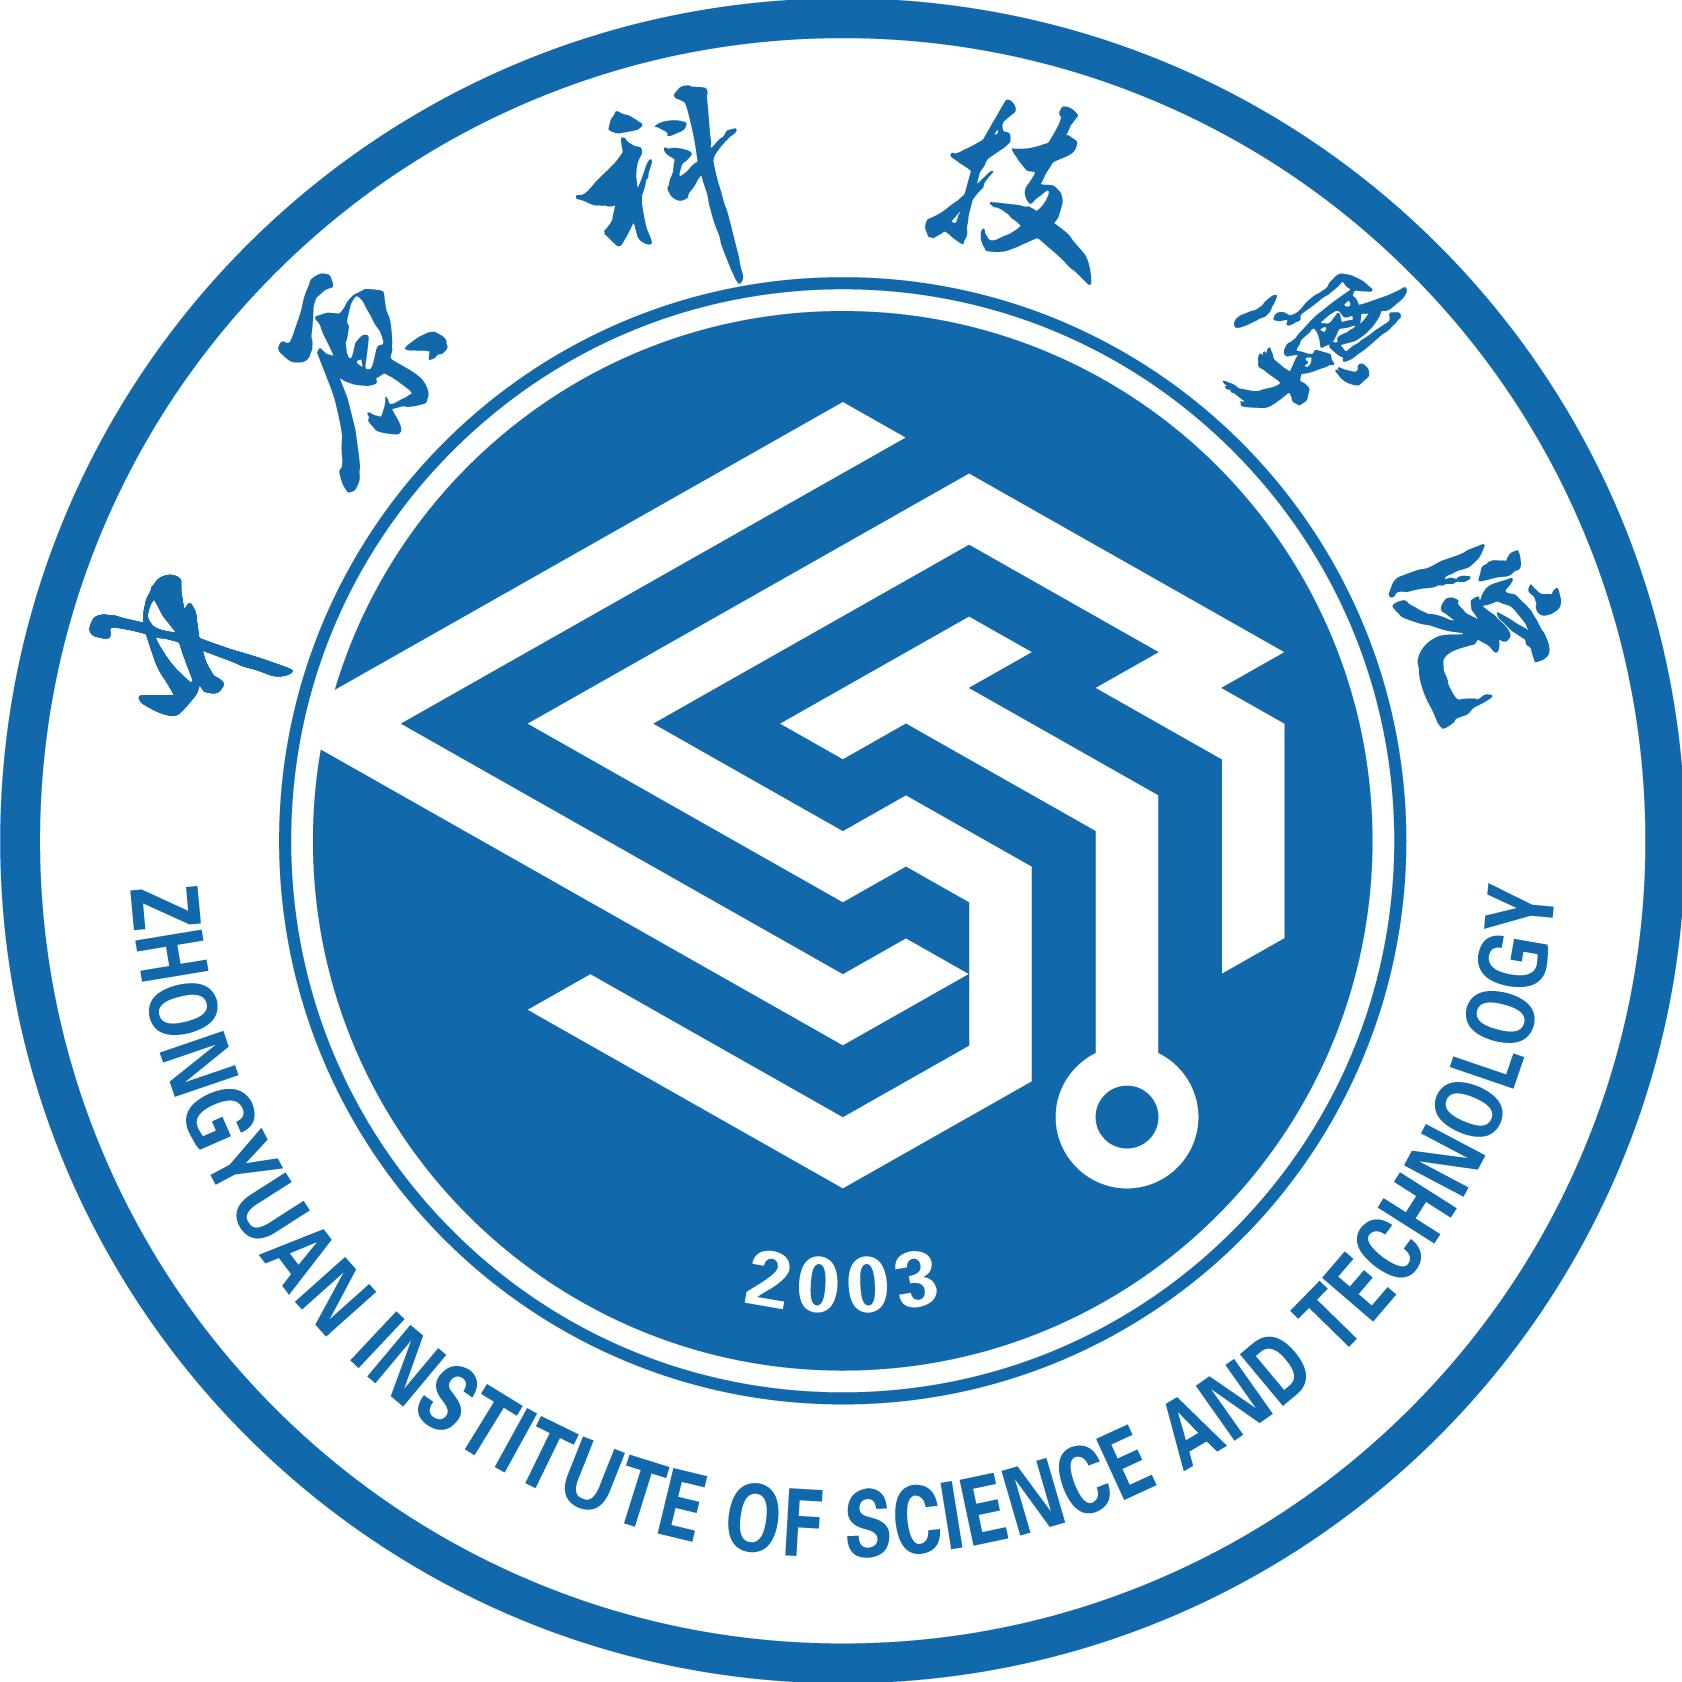 中原科技學院
ZHONGYUAN INSTITUTE OF SCIENCE AND TECHNOLOGY
2003